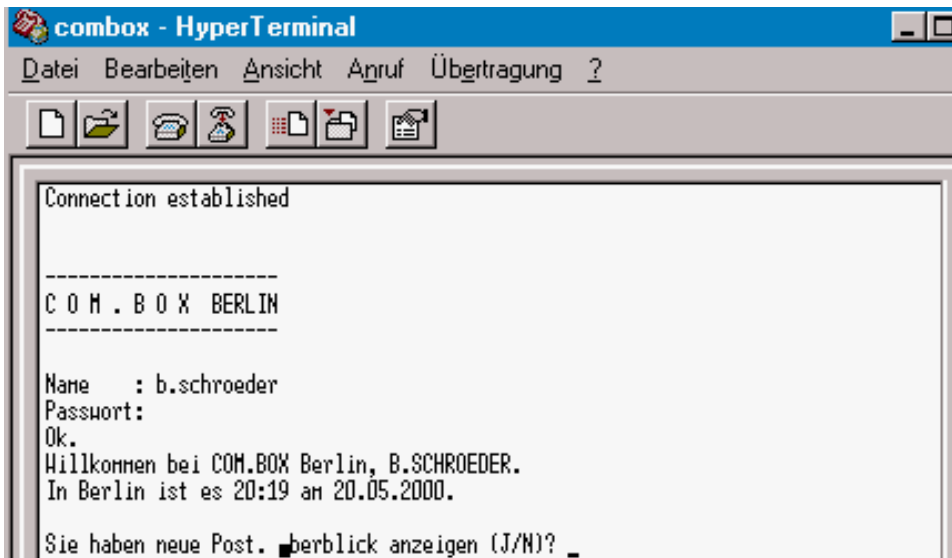 combox - HyperTerminal
Datei Bearbeiten Ansicht Anruf Übertragung ?
Connection established
---------------------
C O M . B O X BERLIN
---------------------
Name : b.schroeder
Passwort:
Ok.
Willkommen bei COM.BOX Berlin, B.SCHROEDER.
In Berlin ist es 20:19 am 20.05.2000.
Sie haben neue Post. ■berblick anzeigen (J/N)? _